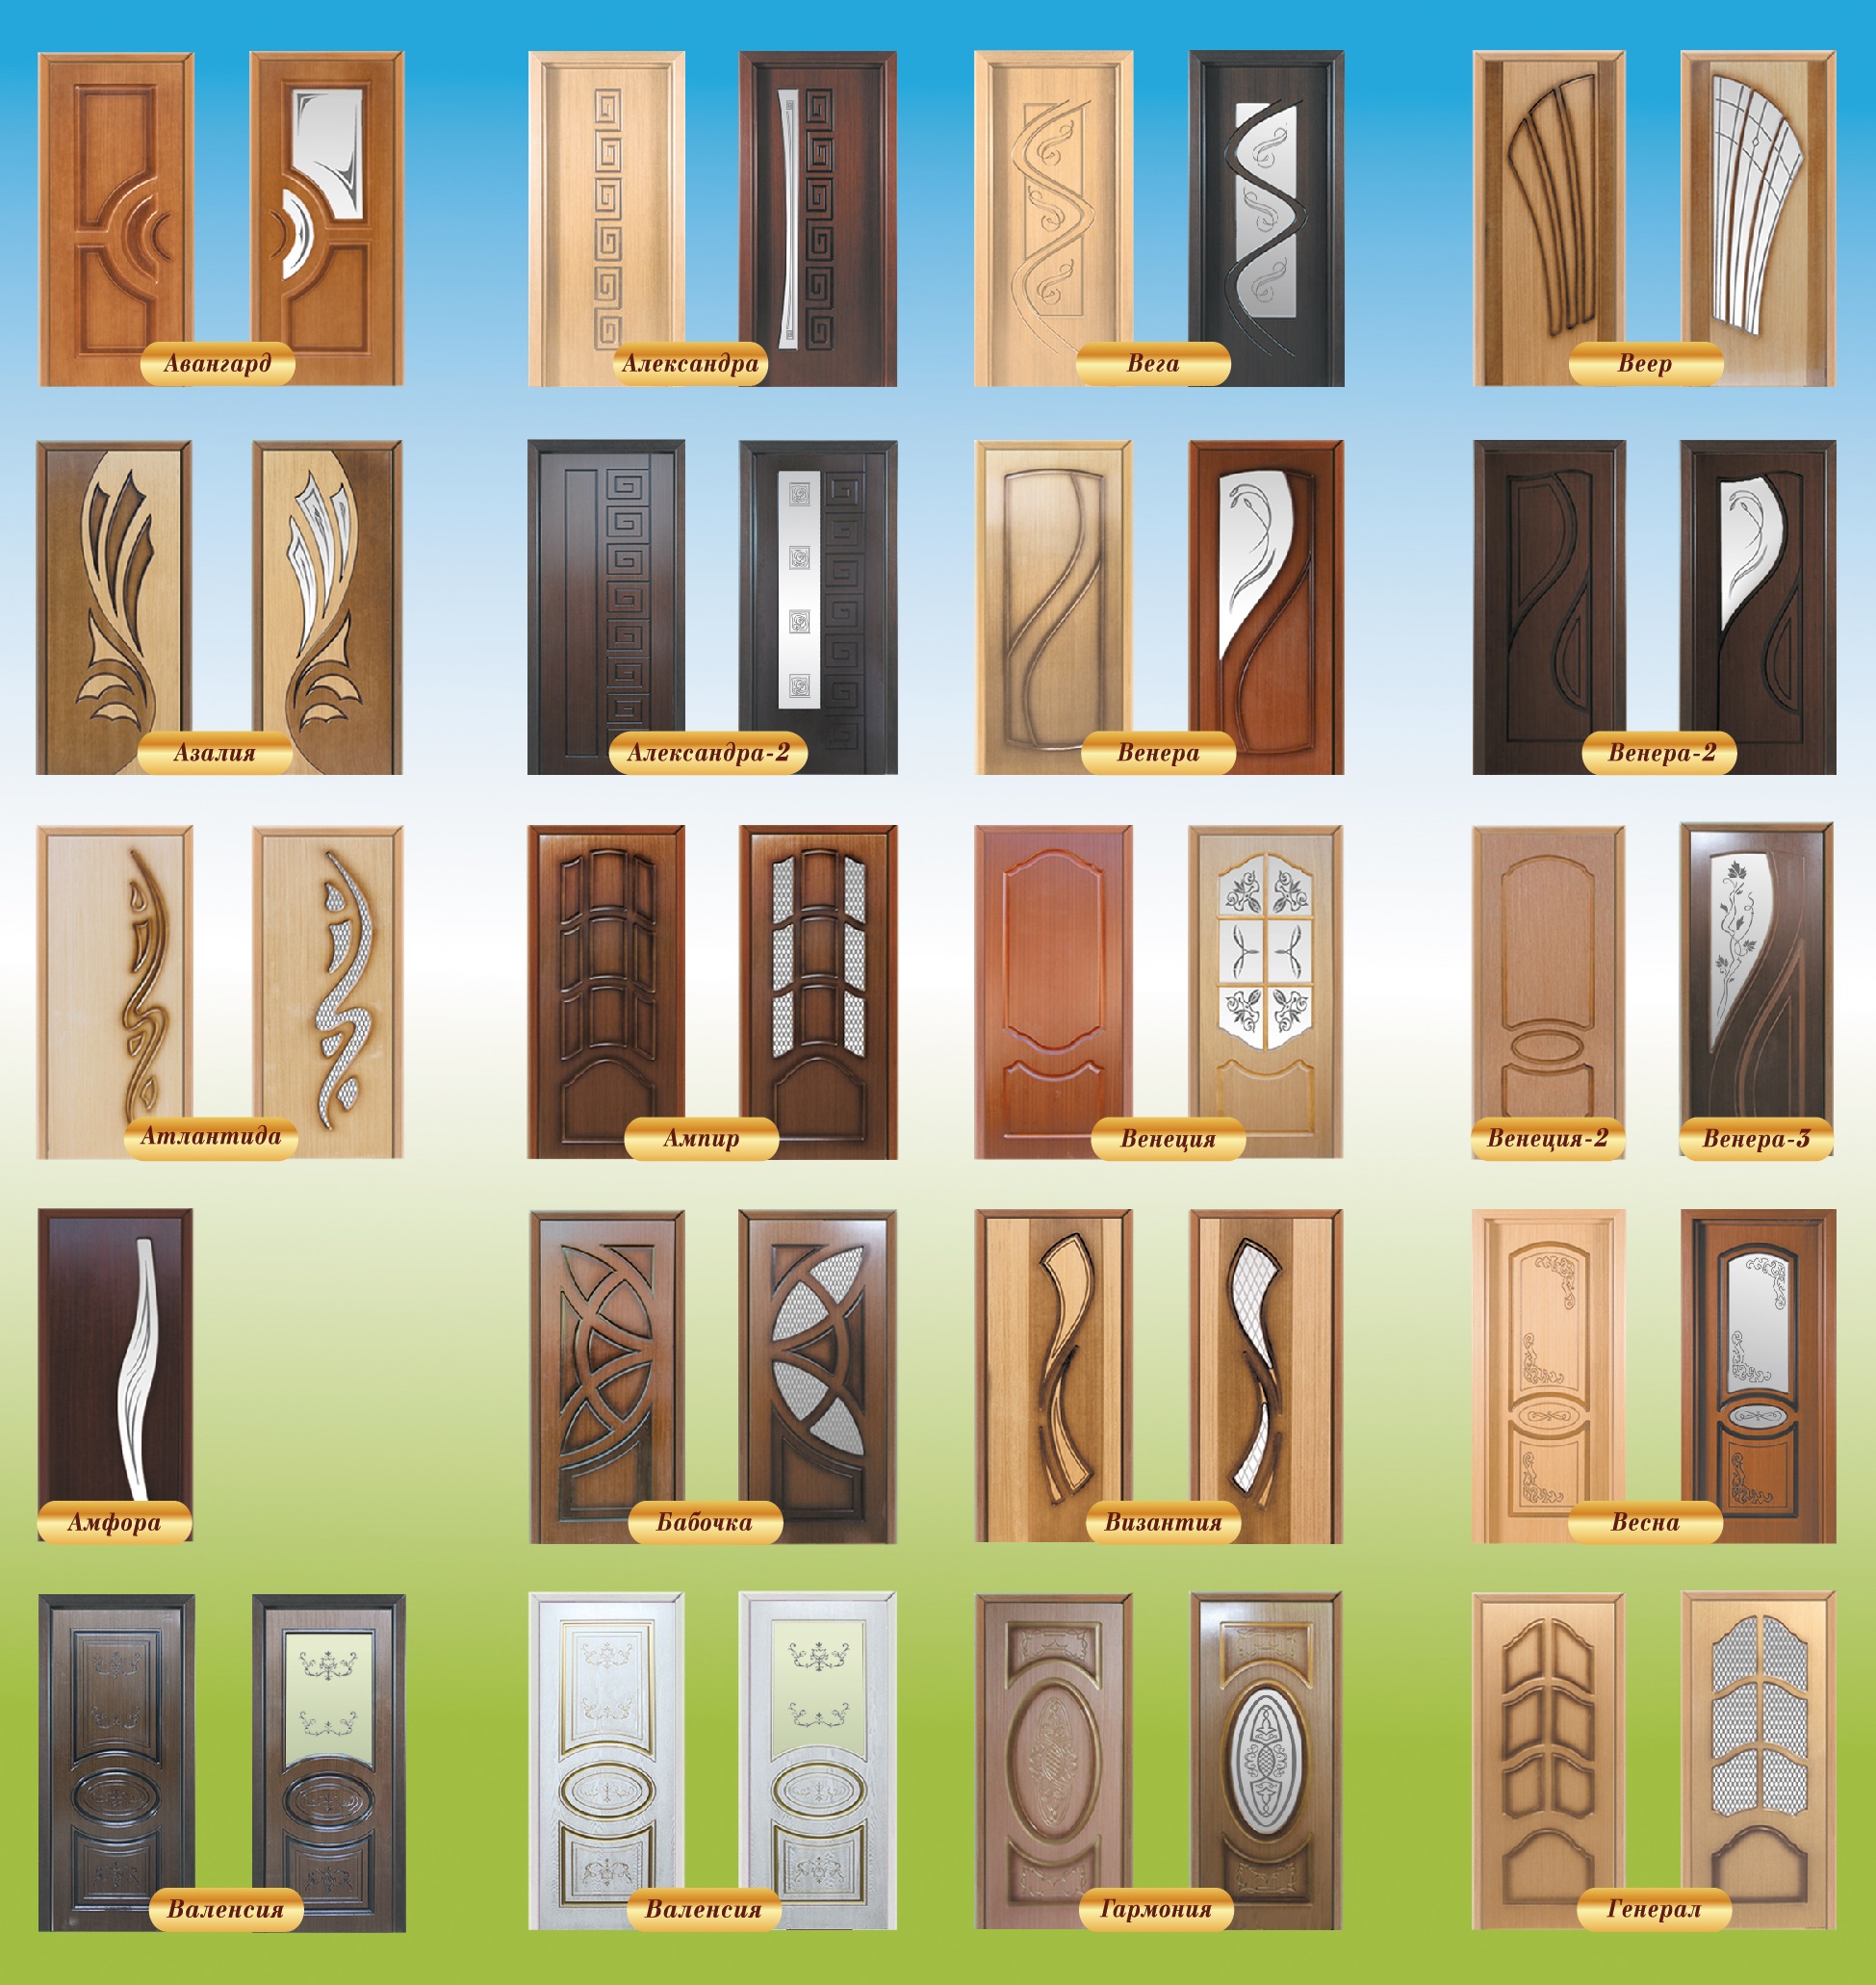 Авангард
Александра
Вега
Веер
Азалия
Александра-2
Венера
Венера-2
Атлантида
Ампир
Венеция
Венеция-2
Венера-3
Амфора
Бабочка
Византия
Весна
Валенсия
Валенсия
Гармония
Генерал